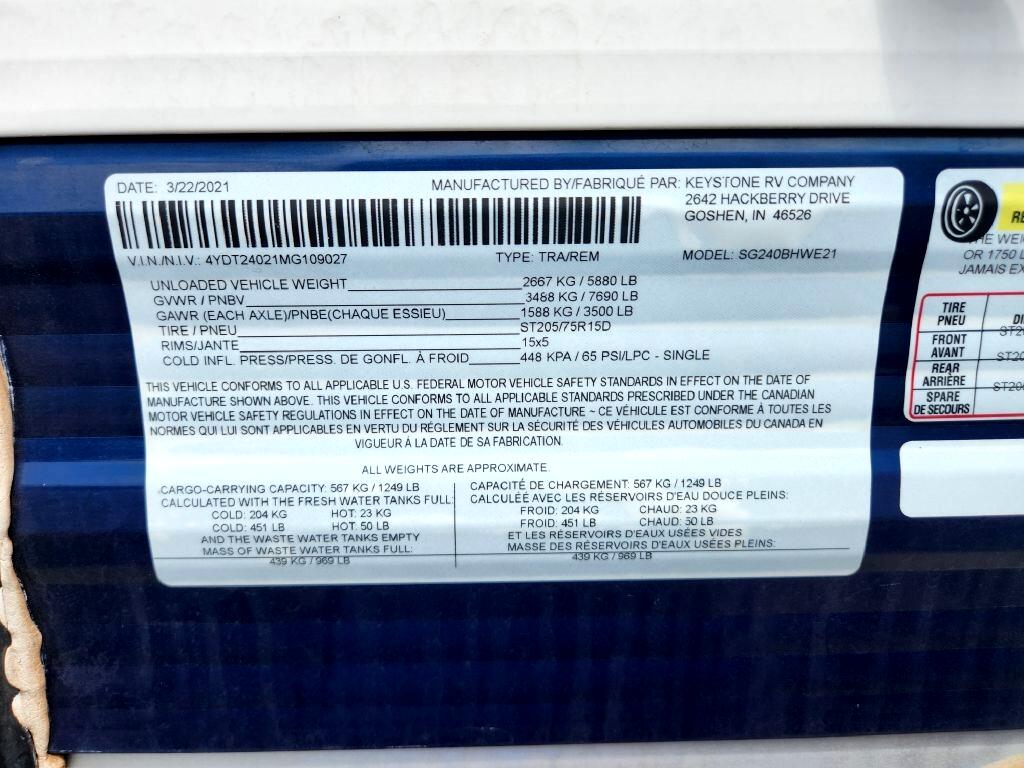 DATE: 3/22/2021 MANUFACTURED BY/FABRIQUÉ PAR: KEYSTONE RV COMPANY
2642 HACKBERRY DRIVE
GOSHEN, IN 46526
V.I.N./N.I.V.: 4YDT24021MG109027 TYPE: TRA/REM MODEL: SG240BHWE21
UNLOADED VEHICLE WEIGHT 2667 KG / 5880 LB
GVWR / PNBV 3488 KG / 7690 LB
GAWR (EACH AXLE)/PNBE(CHAQUE ESSIEU) 1588 KG / 3500 LB
TIRE / PNEU ST205/75R15D
RIMS/JANTE 15x5
COLD INFL. PRESS/PRESS. DE GONFL. À FROID 448 KPA / 65 PSI/LPC - SINGLE
THIS VEHICLE CONFORMS TO ALL APPLICABLE U.S. FEDERAL MOTOR VEHICLE SAFETY STANDARDS IN EFFECT ON THE DATE OF
MANUFACTURE SHOWN ABOVE. THIS VEHICLE CONFORMS TO ALL APPLICABLE STANDARDS PRESCRIBED UNDER THE CANADIAN
MOTOR VEHICLE SAFETY REGULATIONS IN EFFECT ON THE DATE OF MANUFACTURE ~ CE VÉHICULE EST CONFORME À TOUTES LES
NORMES QUI LUI SONT APPLICABLES EN VERTU DU RÉGLEMENT SUR LA SÉCURITÉ DES VÉHICULES AUTOMOBILES DU CANADA EN
VIGUEUR À LA DATE DE SA FABRICATION.
ALL WEIGHTS ARE APPROXIMATE.
CARGO-CARRYING CAPACITY: 567 KG / 1249 LB
CALCULATED WITH THE FRESH WATER TANKS FULL:
COLD: 204 KG HOT: 23 KG
COLD: 451 LB HOT: 50 LB
AND THE WASTE WATER TANKS EMPTY
MASS OF WASTE WATER TANKS FULL:
439 KG / 969 LB
CAPACITÉ DE CHARGEMENT: 567 KG / 1249 LB
CALCULÉE AVEC LES RÉSERVOIRS D'EAU DOUCE PLEINS:
FROID: 204 KG CHAUD: 23 KG
FROID: 451 LB CHAUD: 50 LB
ET LES RÉSERVOIRS D'EAUX USÉES VIDES
MASSE DES RÉSERVOIRS D'EAUX USÉES PLEINS:
439 KG / 969 LB
OR 1750
JAMAIS
TIRE
PNEU
FRONT
AVANT
REAR
ARRIÈRE
SPARE
DE SECOURS